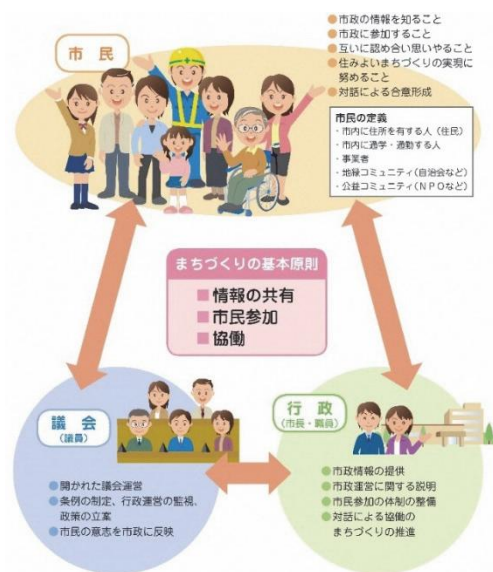 市 民
●市政の情報を知ること
●市政に参加すること
●互いに認め合い思いやること
●住みよいまちづくりの実現に
努めること
●対話による合意形成
市民の定義
・市内に住所を有する人(住民)
・市内に通学・通勤する人
・事業者
・地縁コミュニティ(自治会など)
・公益コミュニティ(NPOなど)
まちづくりの基本原則
■情報の共有
■市民参加
■協働
議 会
(議員)
●開かれた議会運営
●条例の制定、行政運営の監視、
政策の立案
●市民の意志を市政に反映
行 政
(市長・職員)
●市政情報の提供
●市政運営に関する説明
●市民参加の体制の整備
●対話による協働の
まちづくりの推進